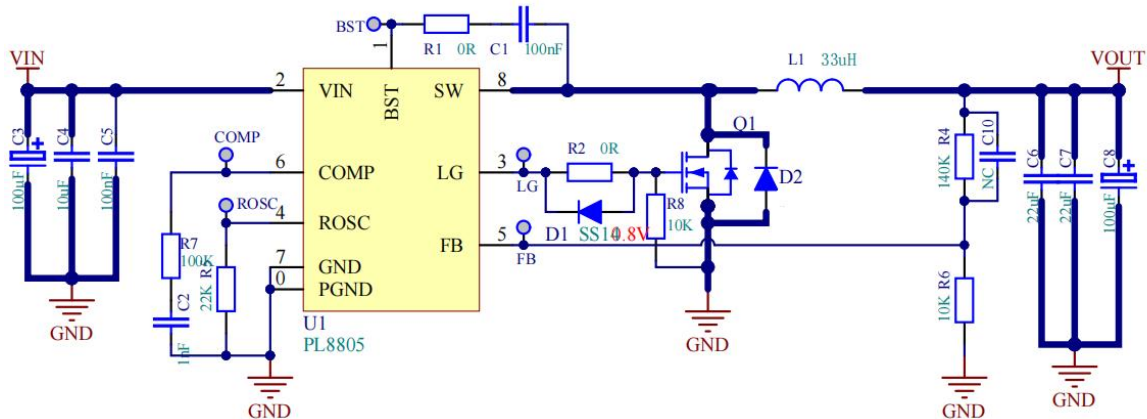 BST
R1 0R
C1 100nF
1
VIN
2 VIN
BST
SW 8
L1 33uH
VOUT
C3 100uF
C4 10uF
C5 100nF
COMP
6 COMP
ROSC
4 ROSC
LG 3
LG
R2 0R
Q1
D2
D1 SS14
0.8V
R8 10K
FB 5
FB
7 GND
0 PGND
U1
PL8805
R7 100K
C2 1nF
R5 22K
R4 140K
C10 NC
R6 10K
C6 22uF
C7 22uF
C8 100uF
GND
GND
GND
GND
GND